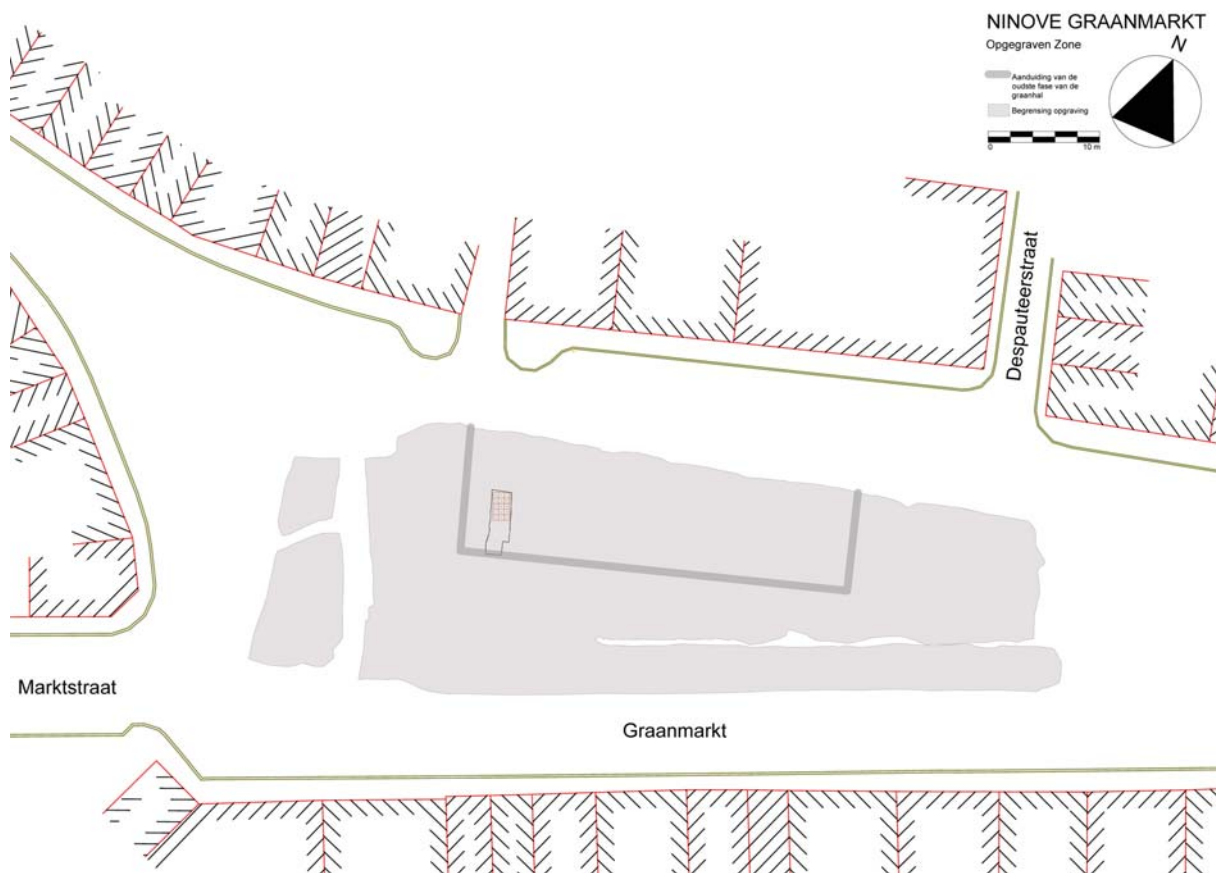 NINOVE GRAANMARKT
Opgegraven Zone
N
Aanduiding van de
oudste fase van de
graanhal
Begrensing opgraving
0 10 m
Despauteerstraat
Marktstraat
Graanmarkt